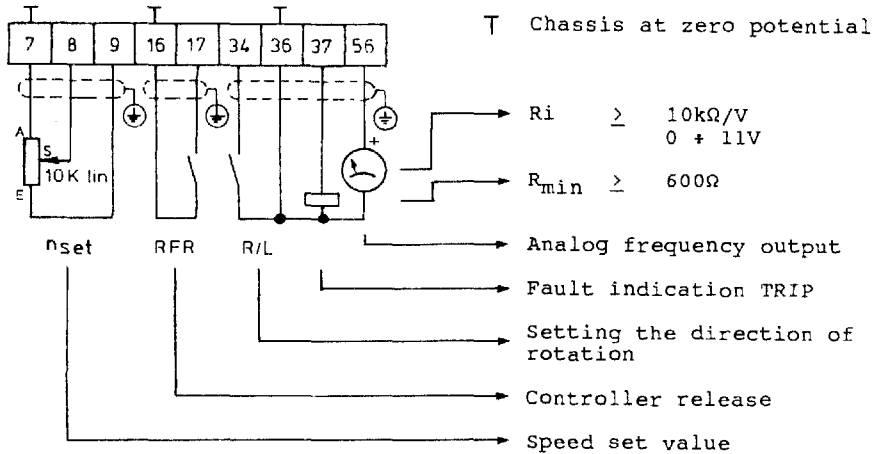 7 8 9 16 17 34 36 37 56
T Chassis at zero potential
Ri ≥ 10kΩ/V
0 + 11V
Rmin ≥ 600Ω
+
A
S
10K lin
E
nset RFR R/L
Analog frequency output
Fault indication TRIP
Setting the direction of
rotation
Controller release
Speed set value